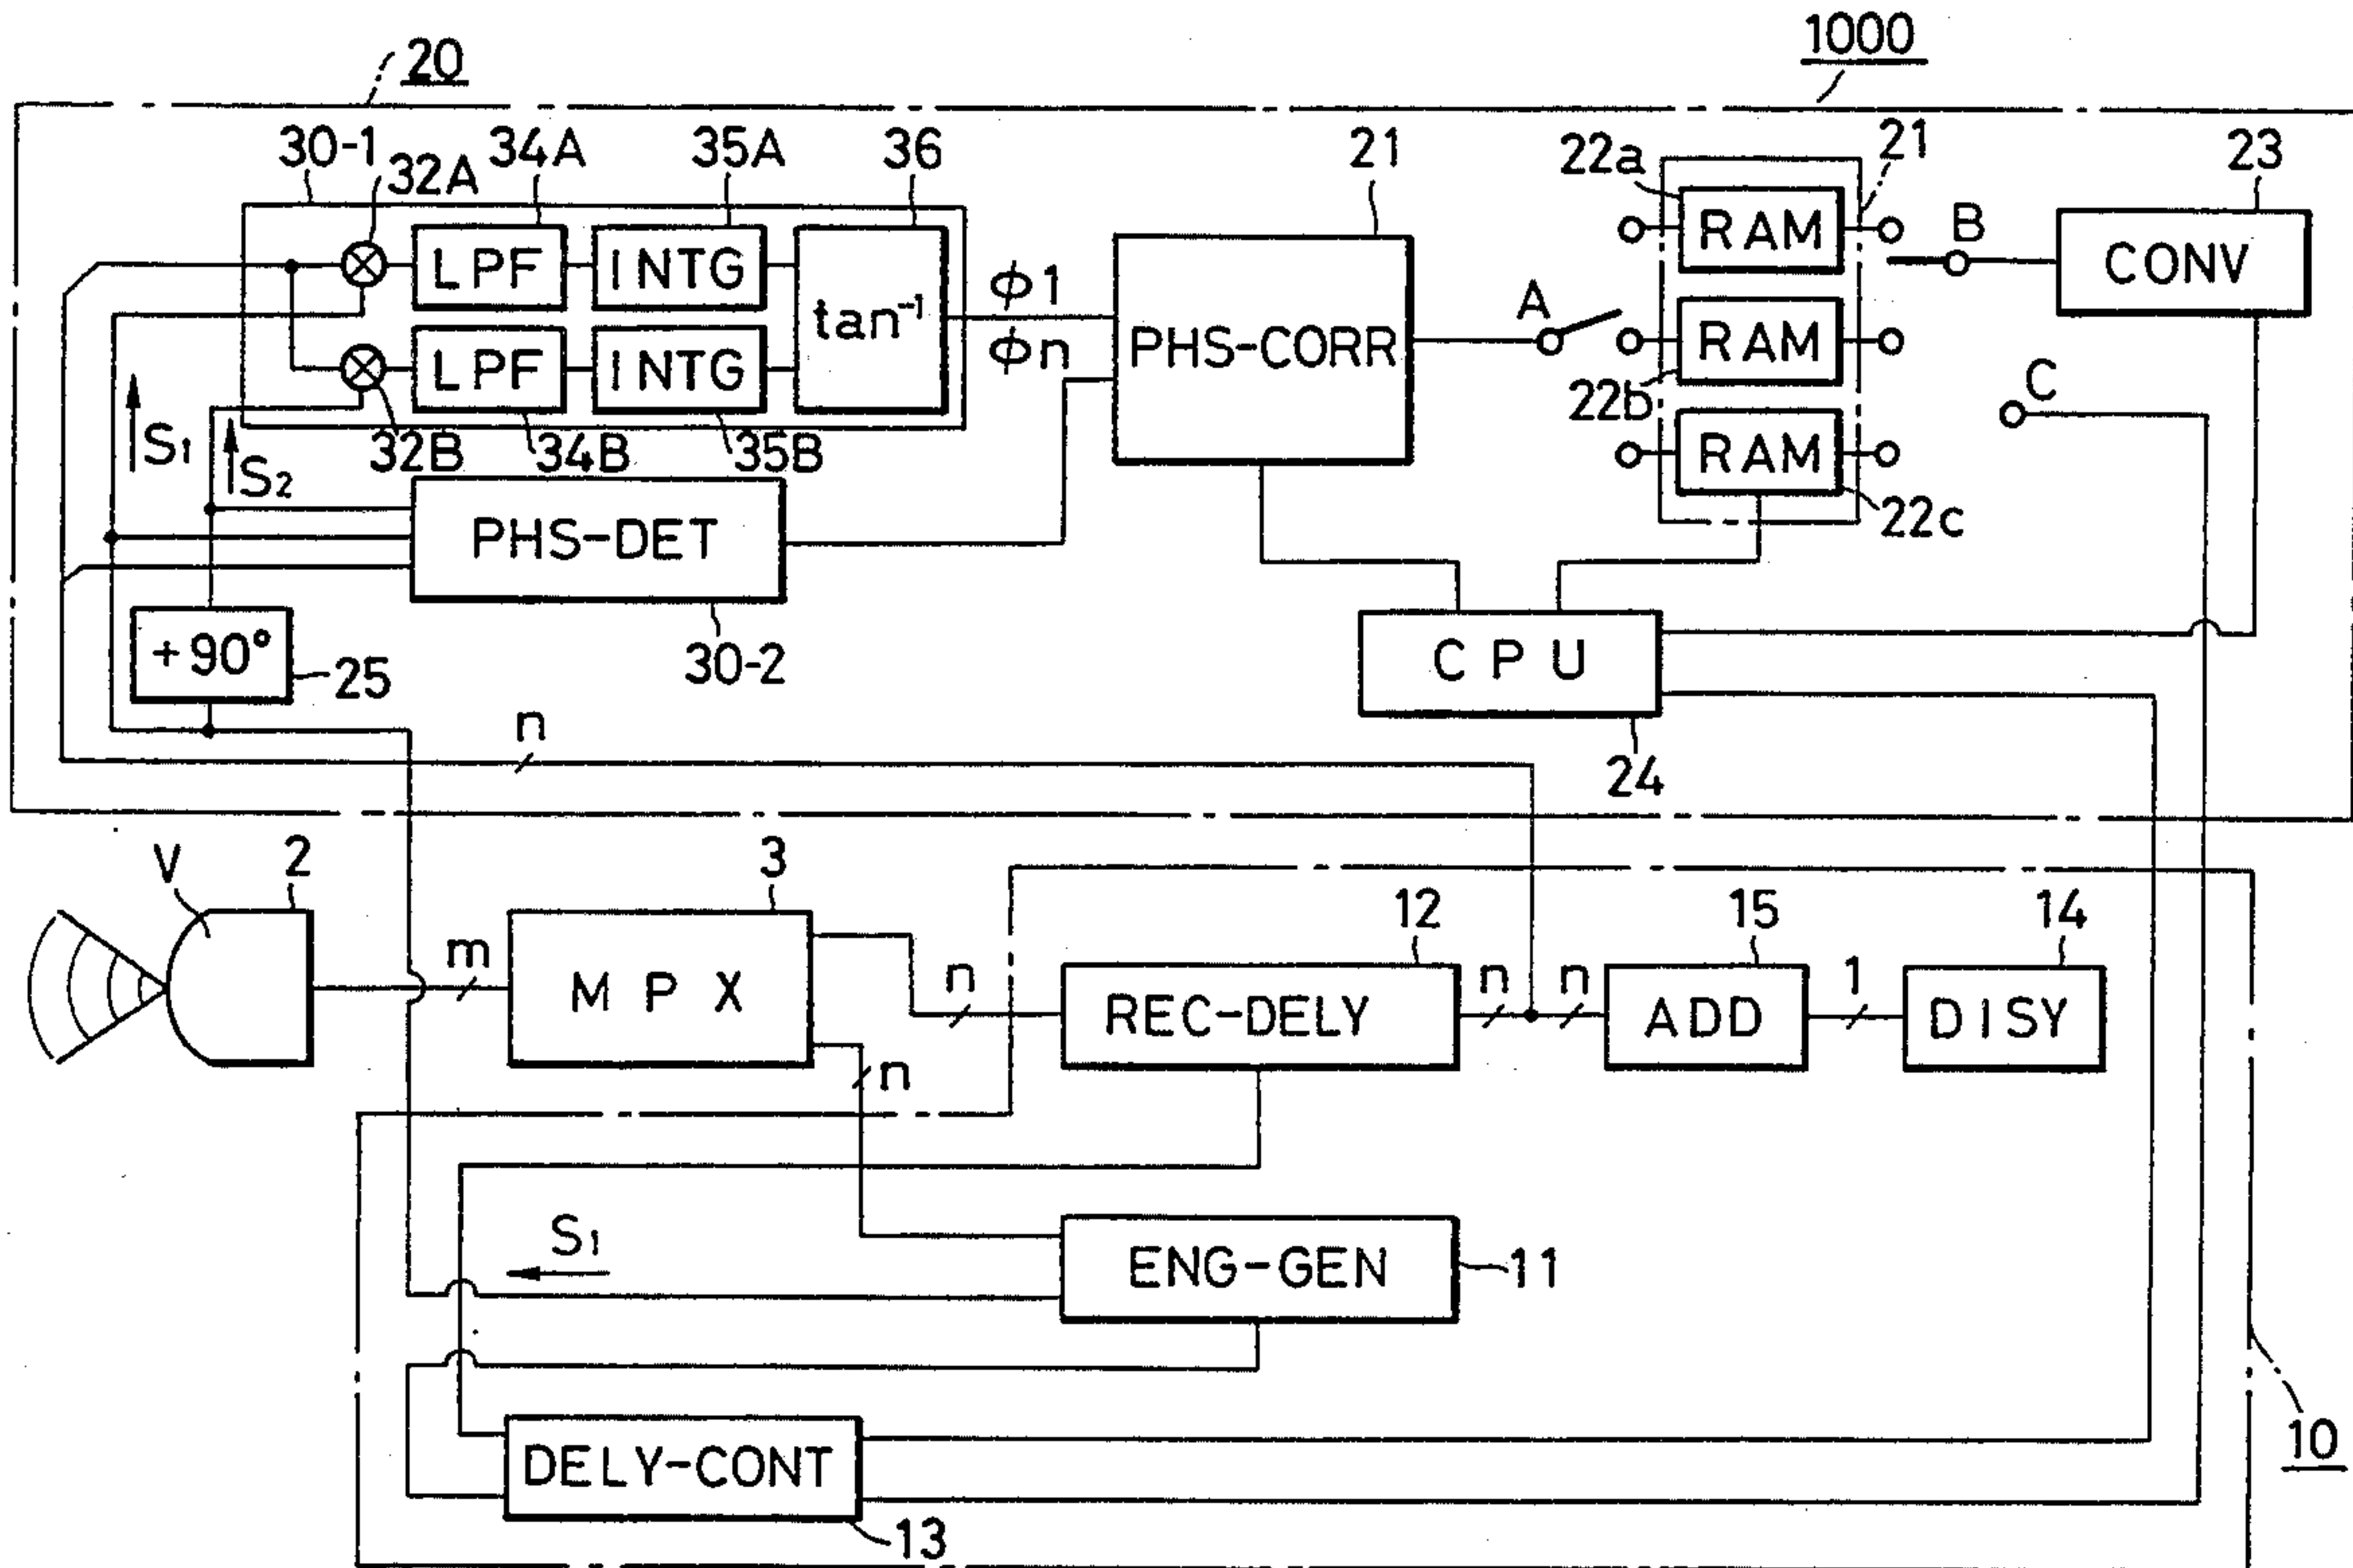 20
1000
30-1
32A
34A
35A
36
21
22a
21
23
LPF
INTG
tan⁻¹
ϕ1
ϕn
PHS-CORR
A
RAM
B
CONV
LPF
INTG
RAM
22b
C
S₁
S₂
32B
34B
35B
RAM
22c
PHS-DET
30-2
+90°
25
CPU
24
n
V
2
m
3
MPX
n
n
12
REC-DELY
n
n
15
ADD
1
14
DISY
S₁
ENG-GEN
11
DELY-CONT
13
10